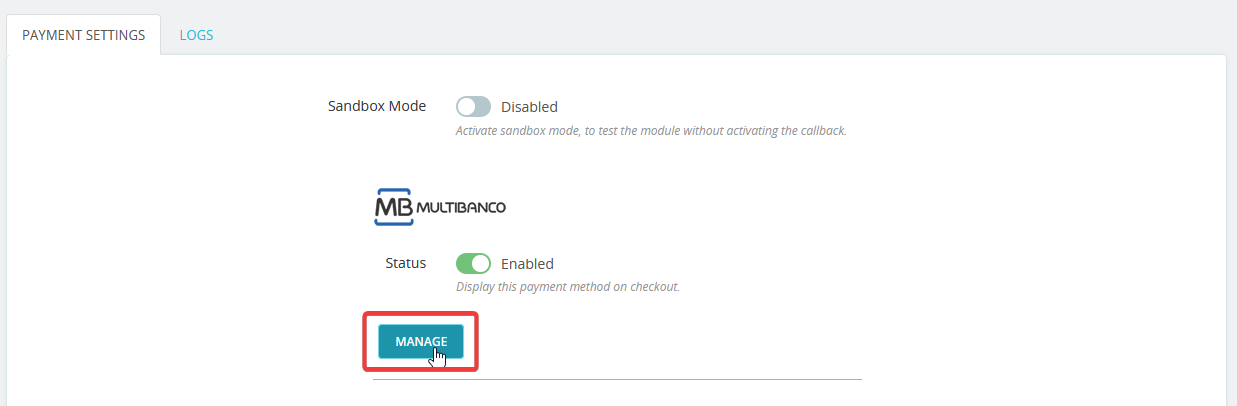 PAYMENT SETTINGS LOGS
Sandbox Mode Disabled
Activate sandbox mode, to test the module without activating the callback.
MB MULTIBANCO
Status Enabled
Display this payment method on checkout.
MANAGE